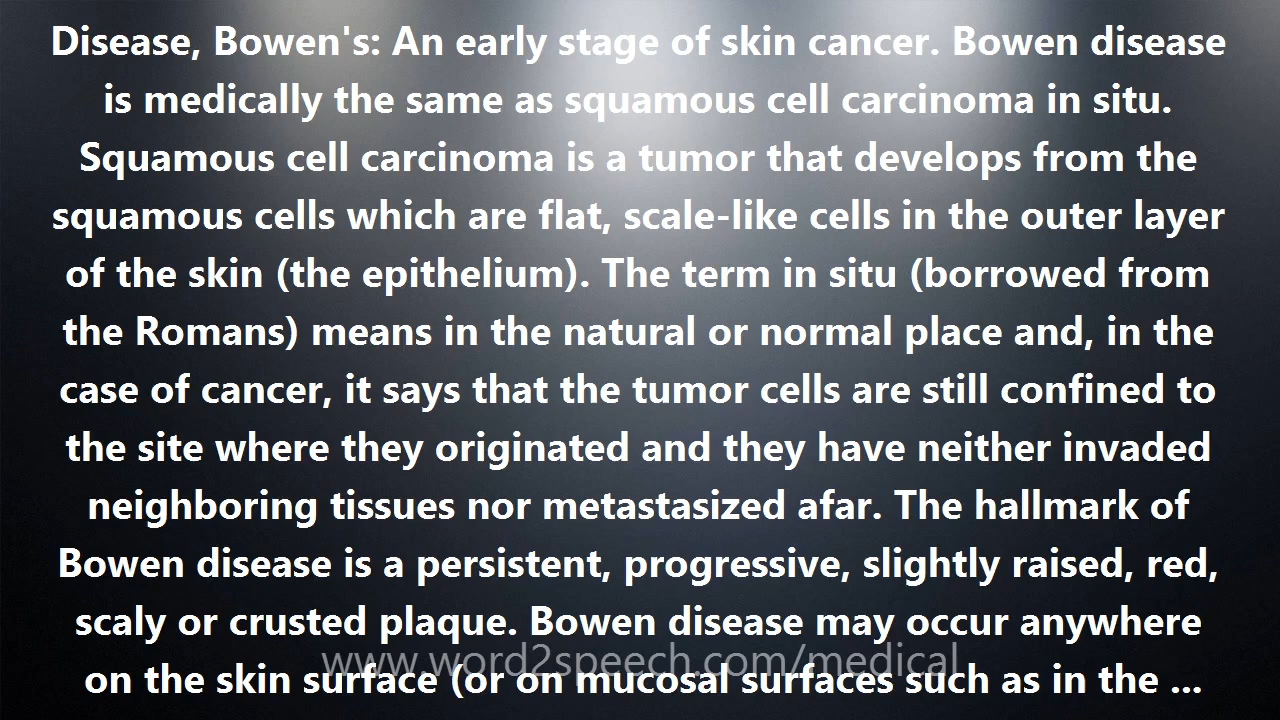 Disease, Bowen's: An early stage of skin cancer. Bowen disease
is medically the same as squamous cell carcinoma in situ.
Squamous cell carcinoma is a tumor that develops from the
squamous cells which are flat, scale-like cells in the outer layer
of the skin (the epithelium). The term in situ (borrowed from
the Romans) means in the natural or normal place and, in the
case of cancer, it says that the tumor cells are still confined to
the site where they originated and they have neither invaded
neighboring tissues nor metastasized afar. The hallmark of
Bowen disease is a persistent, progressive, slightly raised, red,
scaly or crusted plaque. Bowen disease may occur anywhere
www.word2speech.com/medical
on the skin surface (or on mucosal surfaces such as in the ...